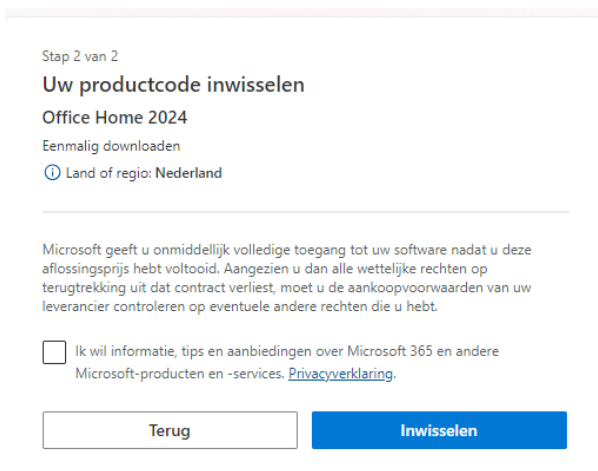 Stap 2 van 2
Uw productcode inwisselen
Office Home 2024
Eenmalig downloaden
Land of regio: Nederland
Microsoft geeft u onmiddellijk volledige toegang tot uw software nadat u deze
aflossingsprijs hebt voltooid. Aangezien u dan alle wettelijke rechten op
terugtrekking uit dat contract verliest, moet u de aankoopvoorwaarden van uw
leverancier controleren op eventuele andere rechten die u hebt.
Ik wil informatie, tips en aanbiedingen over Microsoft 365 en andere
Microsoft-producten en -services. Privacyverklaring.
Terug
Inwisselen